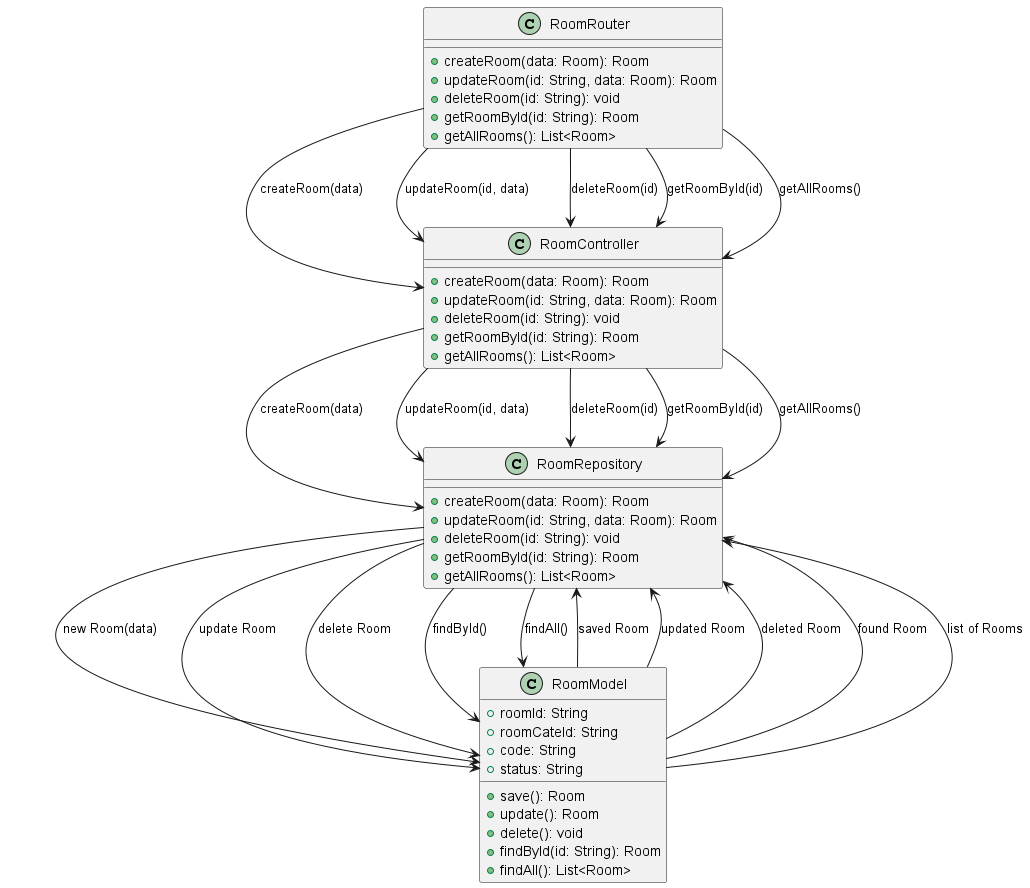 C RoomRouter
createRoom(data: Room): Room
updateRoom(id: String, data: Room): Room
deleteRoom(id: String): void
getRoomById(id: String): Room
getAllRooms(): List<Room>
createRoom(data)
updateRoom(id, data)
deleteRoom(id)
getRoomById(id)
getAllRooms()
C RoomController
createRoom(data: Room): Room
updateRoom(id: String, data: Room): Room
deleteRoom(id: String): void
getRoomById(id: String): Room
getAllRooms(): List<Room>
createRoom(data)
updateRoom(id, data)
deleteRoom(id)
getRoomById(id)
getAllRooms()
C RoomRepository
createRoom(data: Room): Room
updateRoom(id: String, data: Room): Room
deleteRoom(id: String): void
getRoomById(id: String): Room
getAllRooms(): List<Room>
new Room(data)
update Room
delete Room
findById()
findAll()
saved Room
updated Room
deleted Room
found Room
list of Rooms
C RoomModel
roomId: String
roomCateId: String
code: String
status: String
save(): Room
update(): Room
delete(): void
findById(id: String): Room
findAll(): List<Room>